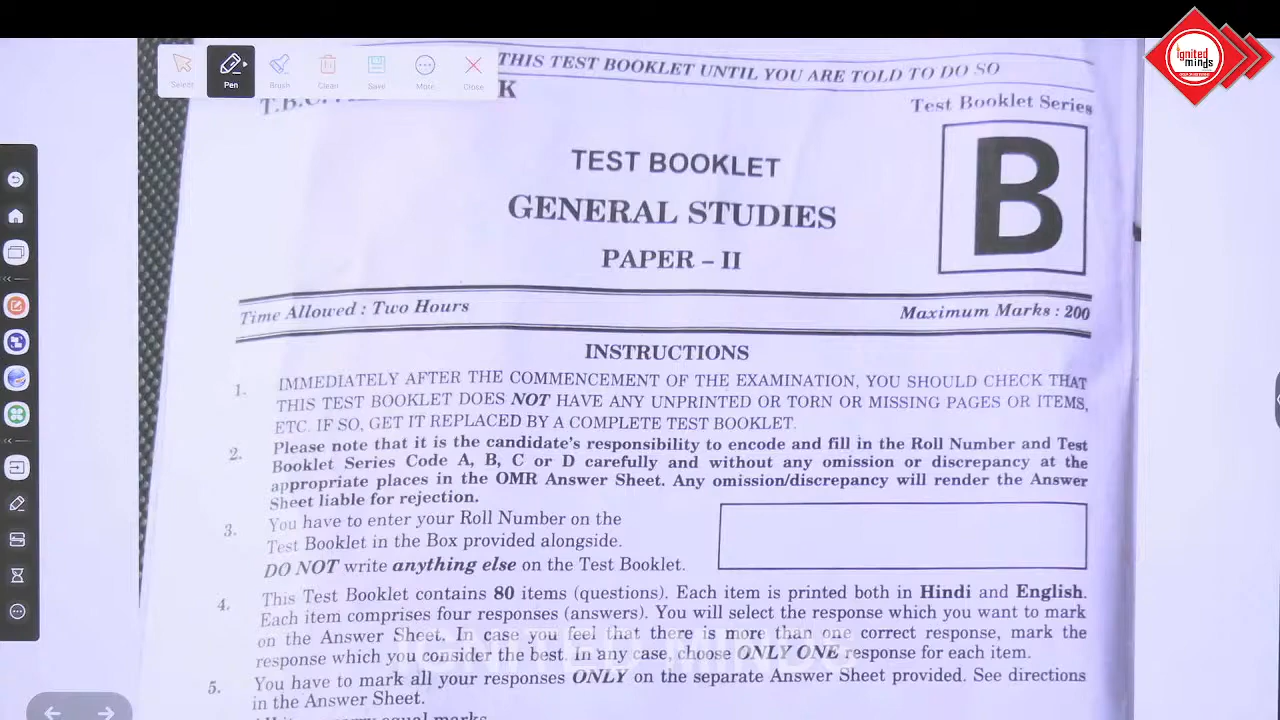 ignited
minds
Select
Pen
Brush
Clean
Save
More
Close
THIS TEST BOOKLET UNTIL YOU ARE TOLD TO DO SO
K
Test Booklet Series
TEST BOOKLET
B
GENERAL STUDIES
PAPER – II
Time Allowed : Two Hours
Maximum Marks : 200
INSTRUCTIONS
1. IMMEDIATELY AFTER THE COMMENCEMENT OF THE EXAMINATION, YOU SHOULD CHECK THAT
THIS TEST BOOKLET DOES NOT HAVE ANY UNPRINTED OR TORN OR MISSING PAGES OR ITEMS,
ETC. IF SO, GET IT REPLACED BY A COMPLETE TEST BOOKLET.
2. Please note that it is the candidate's responsibility to encode and fill in the Roll Number and Test
Booklet Series Code A, B, C or D carefully and without any omission or discrepancy at the
appropriate places in the OMR Answer Sheet. Any omission/discrepancy will render the Answer
Sheet liable for rejection.
3. You have to enter your Roll Number on the
Test Booklet in the Box provided alongside.
DO NOT write anything else on the Test Booklet.
4. This Test Booklet contains 80 items (questions). Each item is printed both in Hindi and English.
Each item comprises four responses (answers). You will select the response which you want to mark
on the Answer Sheet. In case you feel that there is more than one correct response, mark the
response which you consider the best. In any case, choose ONLY ONE response for each item.
5. You have to mark all your responses ONLY on the separate Answer Sheet provided. See directions
in the Answer Sheet.
IGNITED MINDS